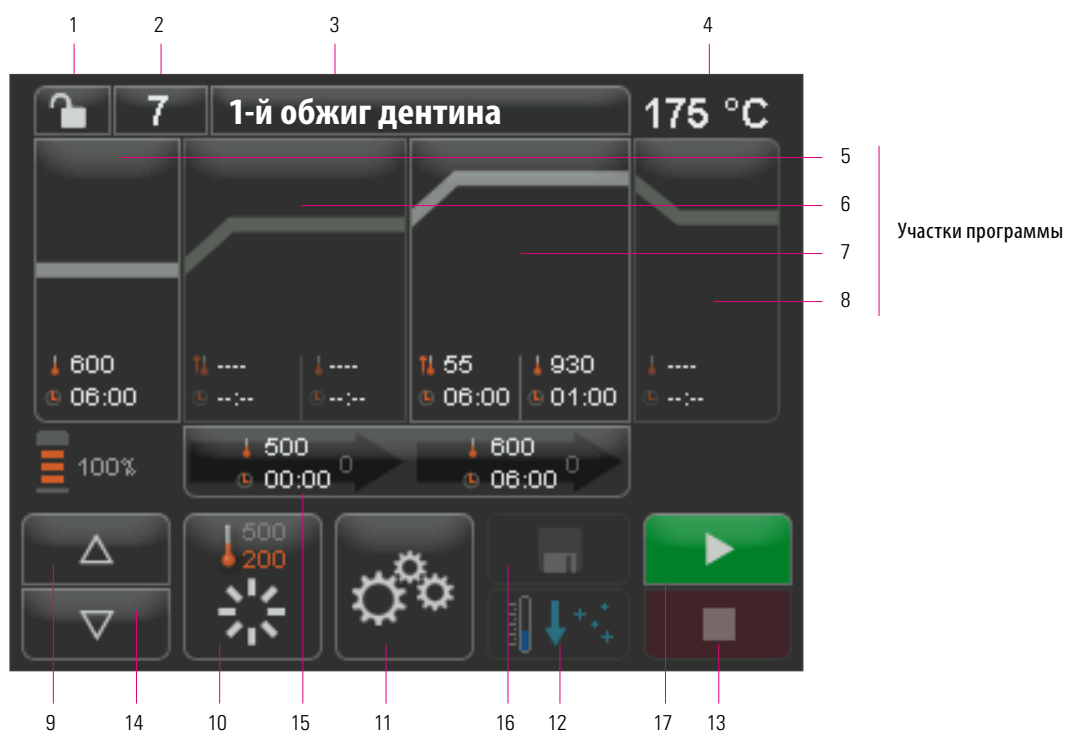 1 2 3 4
7 1-й обжиг дентина 175 °C
5
6
Участки программы
7
8
600 ---- ---- 55 930 ----
06:00 --:-- --:-- 06:00 01:00 --:--
500 0 600 0
100% 00:00 06:00
500
200
9 14 10 15 11 16 12 17 13